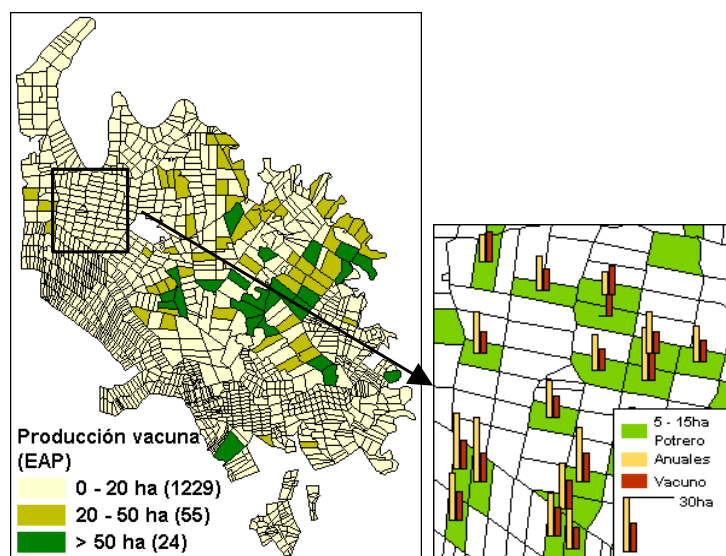 Producción vacuna
(EAP)
0 - 20 ha (1229)
20 - 50 ha (55)
> 50 ha (24)
5 - 15ha
Potrero
Anuales
Vacuno
30ha